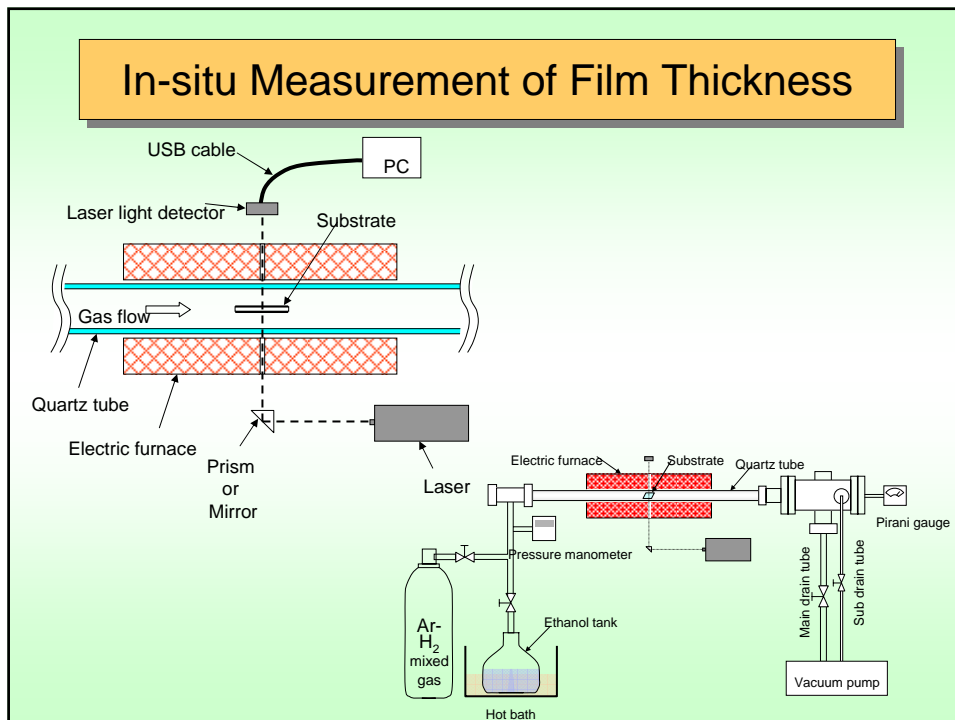 In-situ Measurement of Film Thickness
USB cable
PC
Laser light detector
Substrate
Gas flow
Quartz tube
Electric furnace
Prism
or
Mirror
Laser
Electric furnace
Substrate
Quartz tube
Pirani gauge
Pressure manometer
Main drain tube
Sub drain tube
Ar-
H2
mixed
gas
Ethanol tank
Vacuum pump
Hot bath